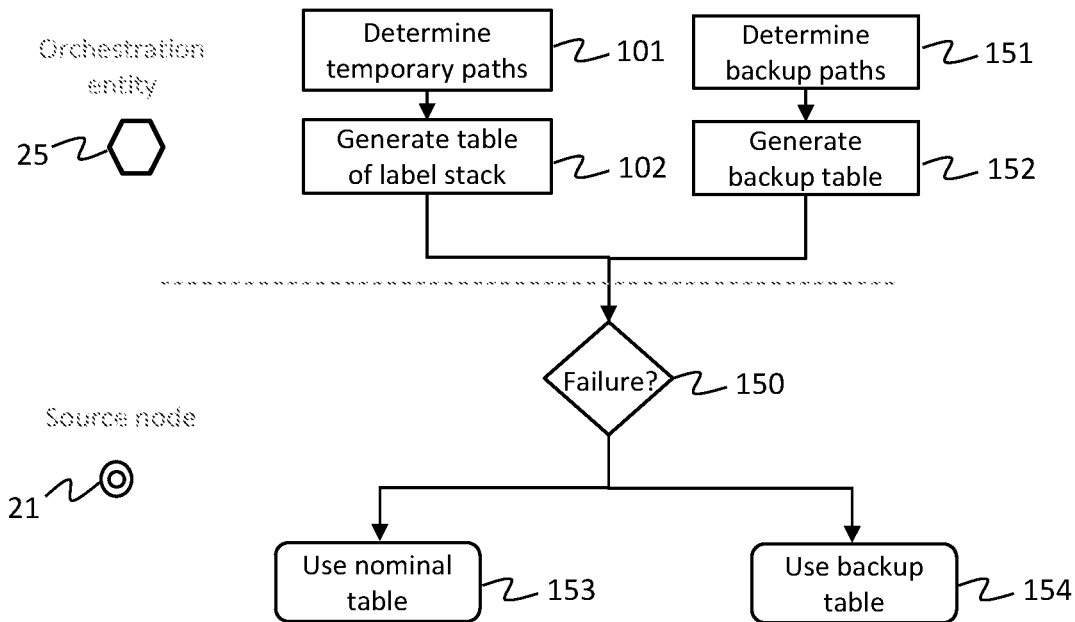 Orchestration
entity
25
Determine
temporary paths
101
Determine
backup paths
151
Generate table
of label stack
102
Generate
backup table
152
Failure?
150
Source node
21
Use nominal
table
153
Use backup
table
154